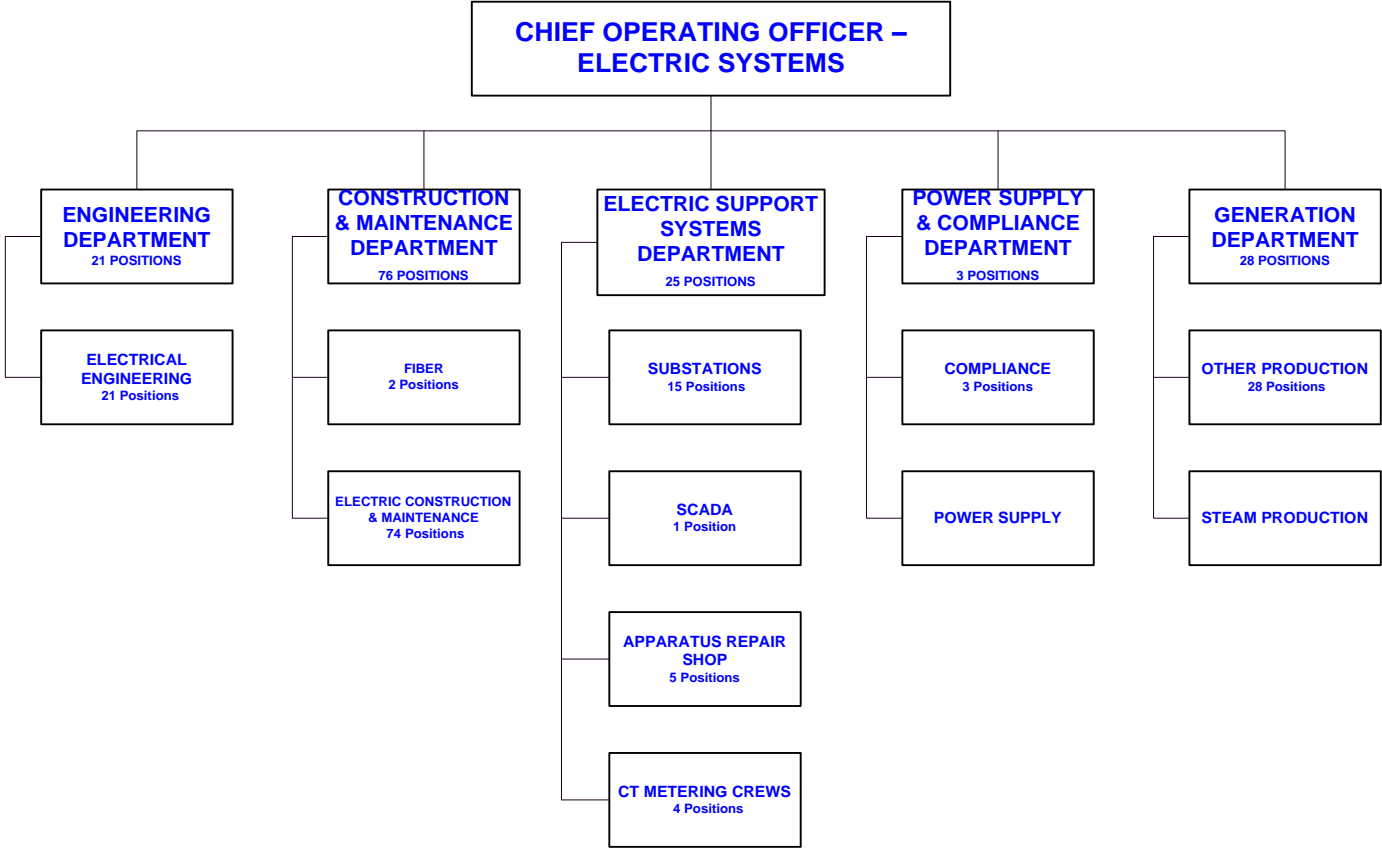 CHIEF OPERATING OFFICER –
ELECTRIC SYSTEMS
ENGINEERING
DEPARTMENT
21 POSITIONS
ELECTRICAL
ENGINEERING
21 Positions
CONSTRUCTION
& MAINTENANCE
DEPARTMENT
76 POSITIONS
FIBER
2 Positions
ELECTRIC CONSTRUCTION
& MAINTENANCE
74 Positions
ELECTRIC SUPPORT
SYSTEMS
DEPARTMENT
25 POSITIONS
SUBSTATIONS
15 Positions
SCADA
1 Position
APPARATUS REPAIR
SHOP
5 Positions
CT METERING CREWS
4 Positions
POWER SUPPLY
& COMPLIANCE
DEPARTMENT
3 POSITIONS
COMPLIANCE
3 Positions
POWER SUPPLY
GENERATION
DEPARTMENT
28 POSITIONS
OTHER PRODUCTION
28 Positions
STEAM PRODUCTION